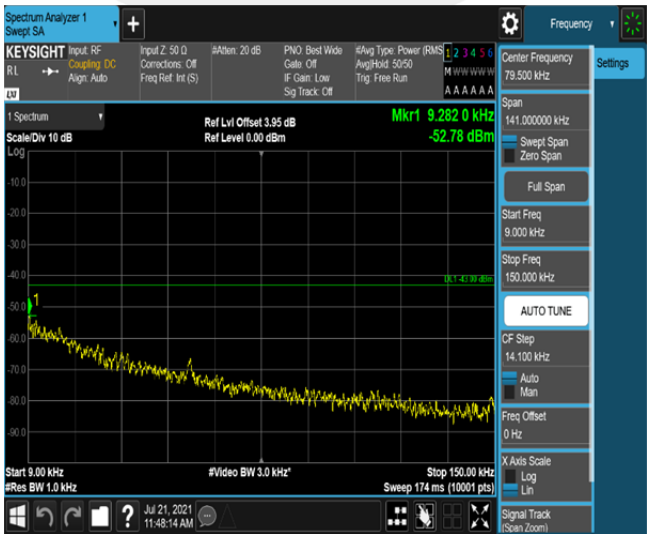 Spectrum Analyzer 1
Swept SA
Frequency
KEYSIGHT
RL
LXI
Input: RF
Coupling: DC
Align: Auto
Input Z: 50 Ω
Corrections: Off
Freq Ref: Int (S)
#Atten: 20 dB
PNO: Best Wide
Gate: Off
IF Gain: Low
Sig Track: Off
#Avg Type: Power (RMS
Avg|Hold: 50/50
Trig: Free Run
1 2 3 4 5 6
M W W W W W
A A A A A A
1 Spectrum
Scale/Div 10 dB
Ref Lvl Offset 3.95 dB
Ref Level 0.00 dBm
Mkr1 9.282 0 kHz
-52.78 dBm
Log
-10.0
-20.0
-30.0
-40.0
DL1 -43.00 dBm
-50.0
1
-60.0
-70.0
-80.0
-90.0
Start 9.00 kHz
#Res BW 1.0 kHz
#Video BW 3.0 kHz*
Stop 150.00 kHz
Sweep 174 ms (10001 pts)
?
Jul 21, 2021
11:48:14 AM
Center Frequency
79.500 kHz
Settings
Span
141.000000 kHz
Swept Span
Zero Span
Full Span
Start Freq
9.000 kHz
Stop Freq
150.000 kHz
AUTO TUNE
CF Step
14.100 kHz
Auto
Man
Freq Offset
0 Hz
X Axis Scale
Log
Lin
Signal Track
(Span Zoom)